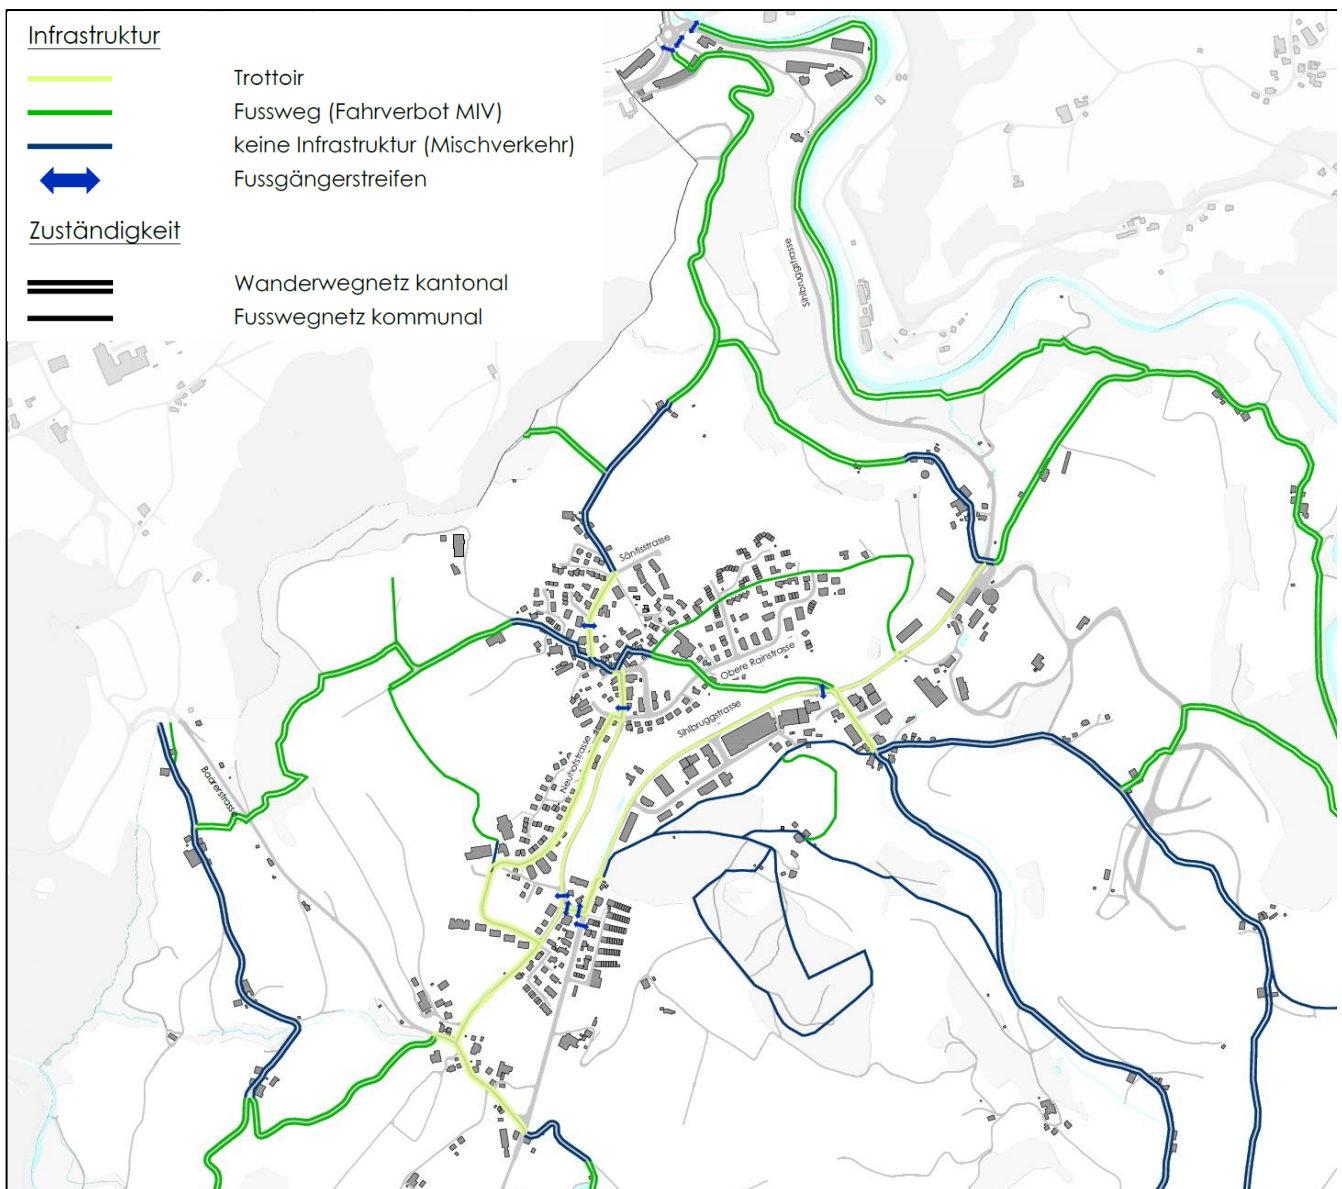 Infrastruktur
Trottoir
Fussweg (Fahrverbot MIV)
keine Infrastruktur (Mischverkehr)
Fussgängerstreifen
Zuständigkeit
Wanderwegnetz kantonal
Fusswegnetz kommunal
Sihlbruggstrasse
Säntisstrasse
Obere Rainstrasse
Sihlbruggstrasse
Neuhofstrasse
Baarerstrasse